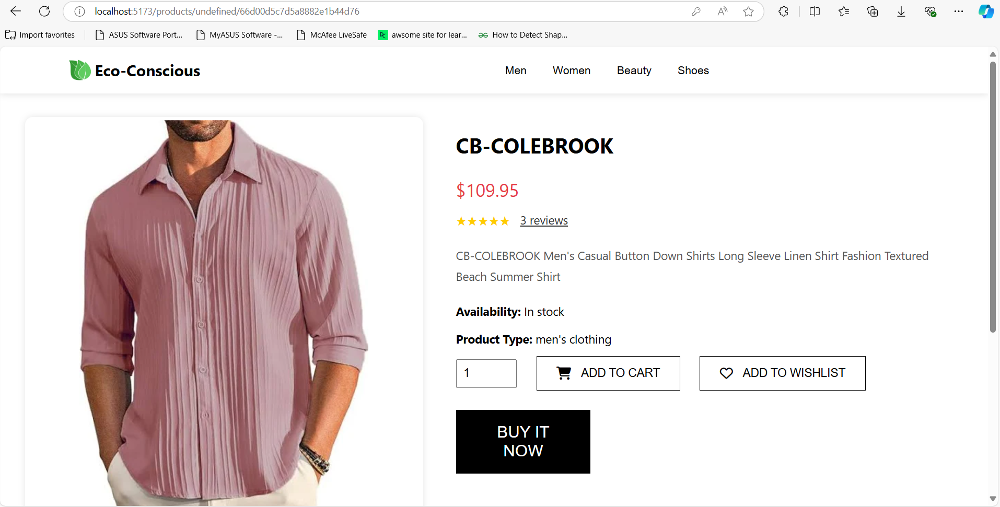 localhost:5173/products/undefined/66d00d5c7d5a8882e1b44d76
Import favorites
ASUS Software Port...
MyASUS Software -...
McAfee LiveSafe
awsome site for lear...
How to Detect Shap...
Eco-Conscious
Men
Women
Beauty
Shoes
CB-COLEBROOK
$109.95
3 reviews
CB-COLEBROOK Men's Casual Button Down Shirts Long Sleeve Linen Shirt Fashion Textured
Beach Summer Shirt
Availability: In stock
Product Type: men's clothing
1
ADD TO CART
ADD TO WISHLIST
BUY IT
NOW